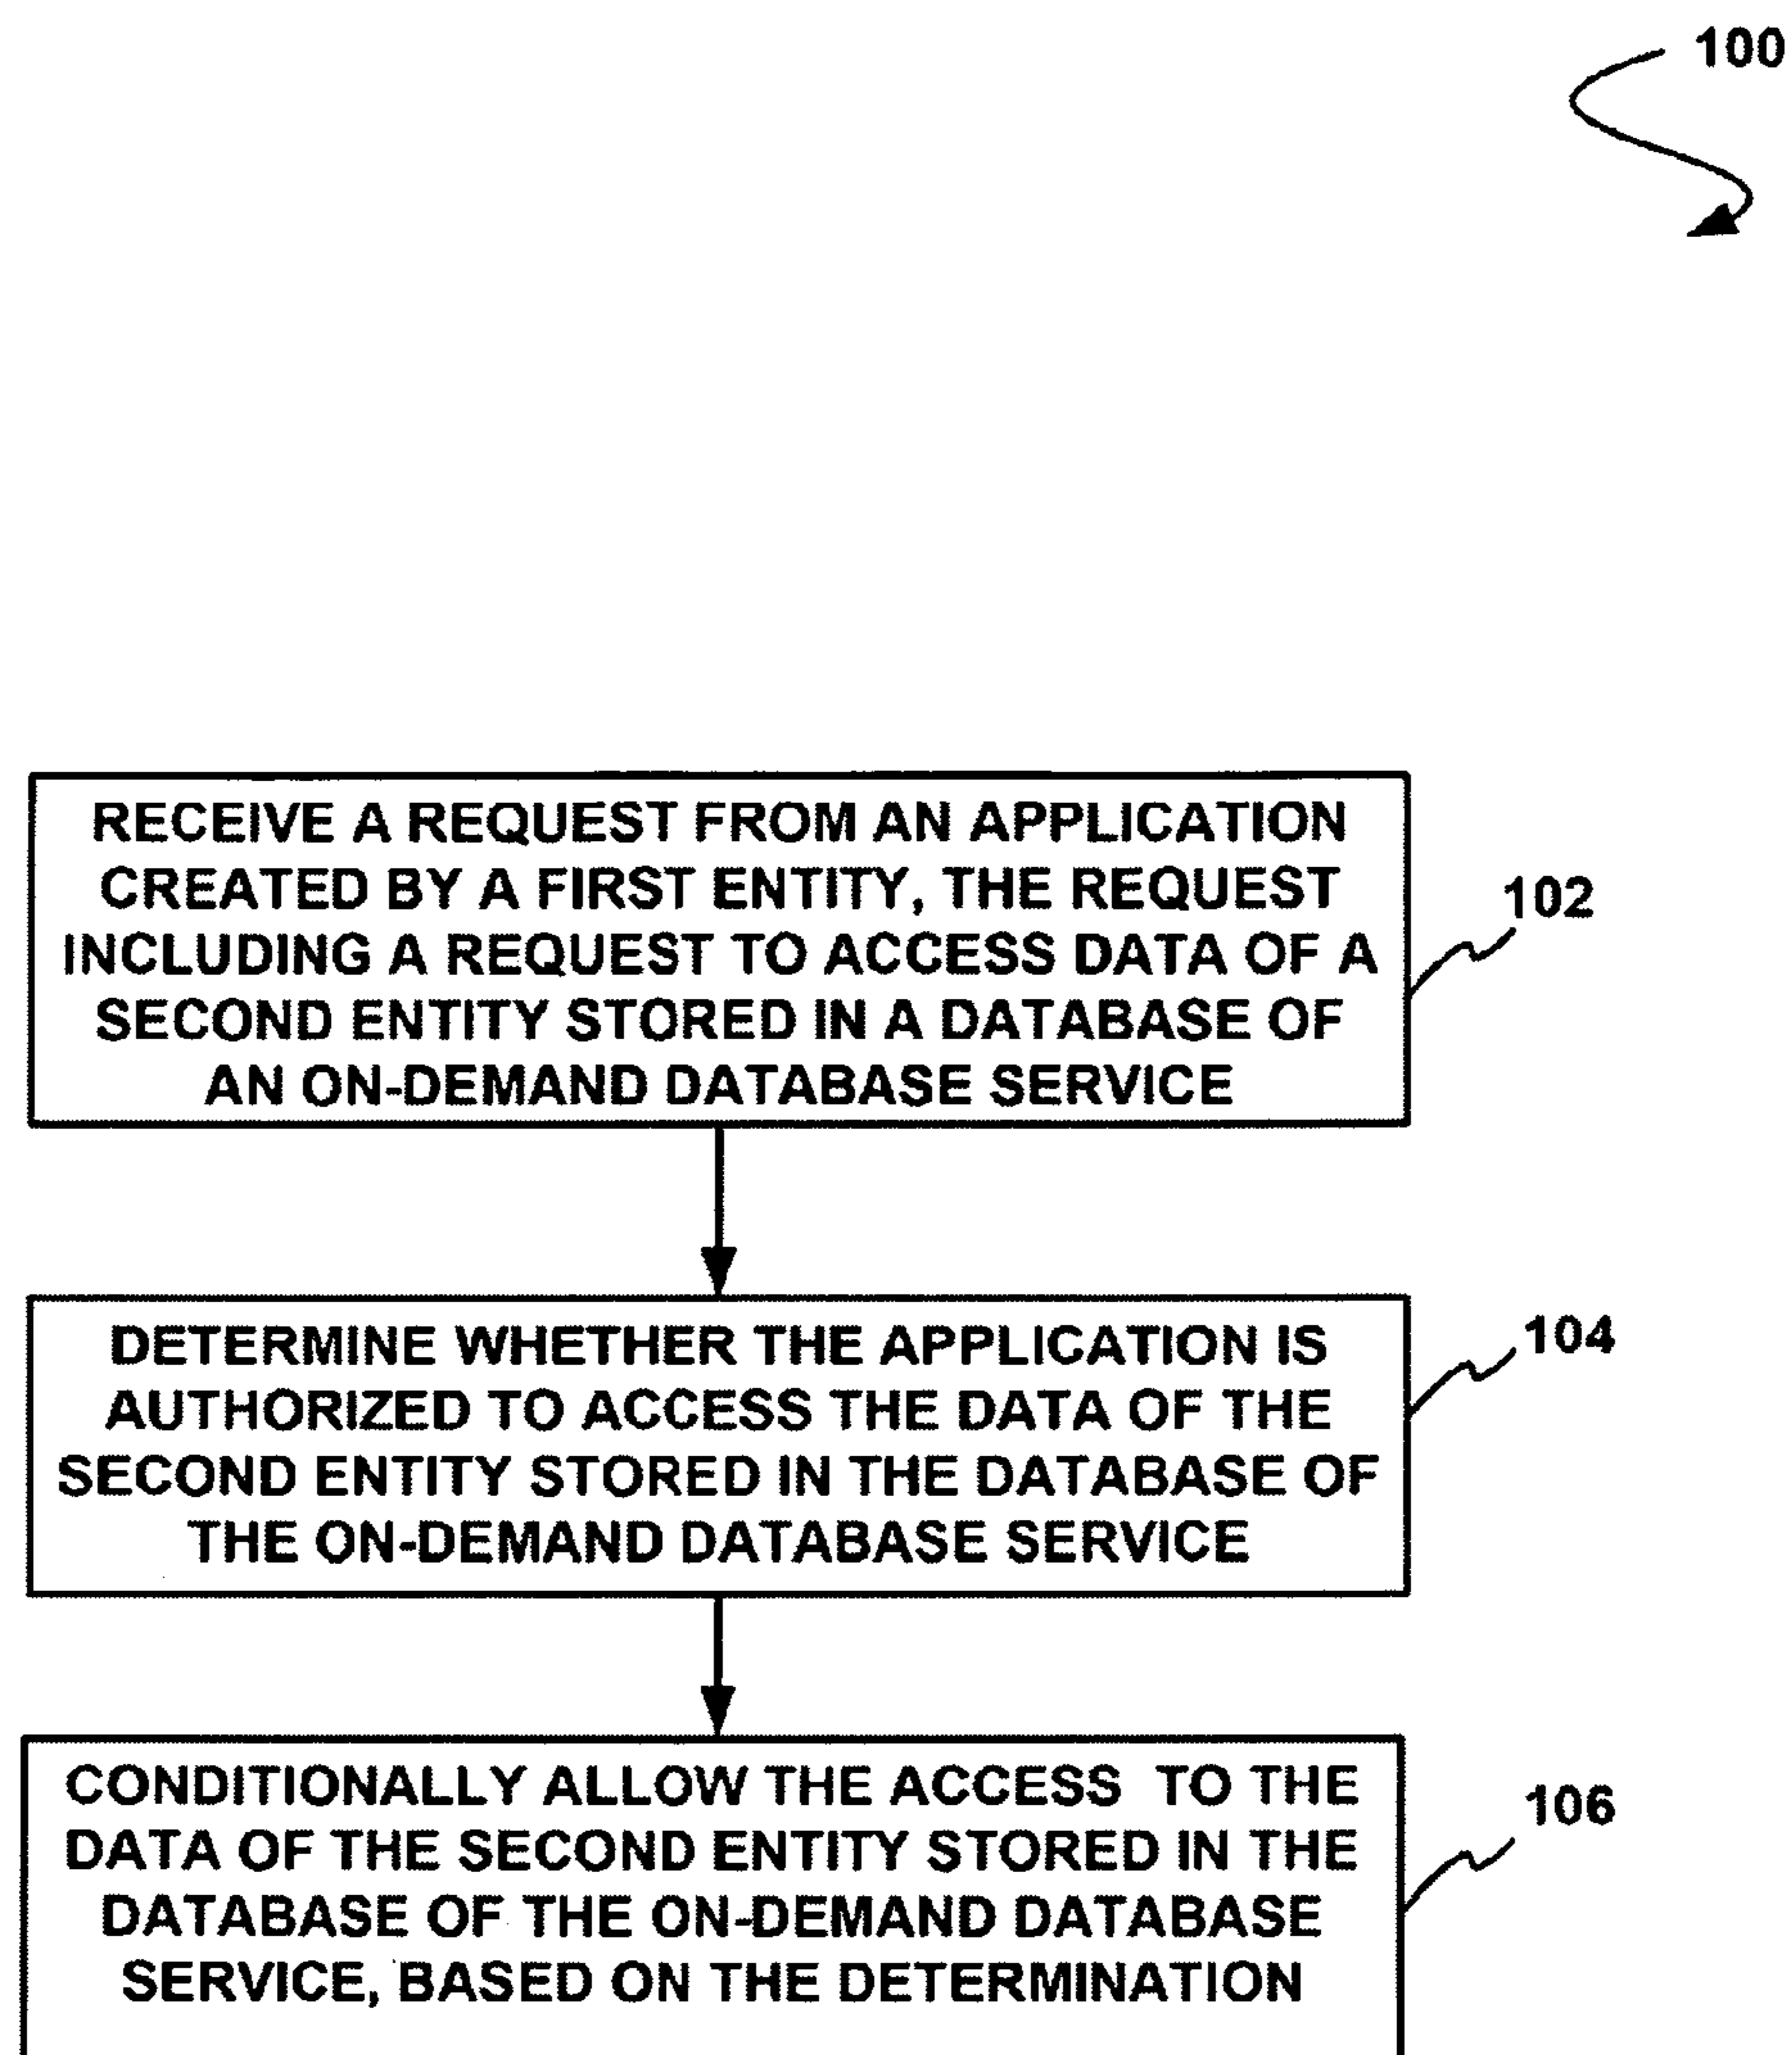 100
RECEIVE A REQUEST FROM AN APPLICATION
CREATED BY A FIRST ENTITY, THE REQUEST
INCLUDING A REQUEST TO ACCESS DATA OF A
SECOND ENTITY STORED IN A DATABASE OF
AN ON-DEMAND DATABASE SERVICE
102
DETERMINE WHETHER THE APPLICATION IS
AUTHORIZED TO ACCESS THE DATA OF THE
SECOND ENTITY STORED IN THE DATABASE OF
THE ON-DEMAND DATABASE SERVICE
104
CONDITIONALLY ALLOW THE ACCESS TO THE
DATA OF THE SECOND ENTITY STORED IN THE
DATABASE OF THE ON-DEMAND DATABASE
SERVICE, BASED ON THE DETERMINATION
106